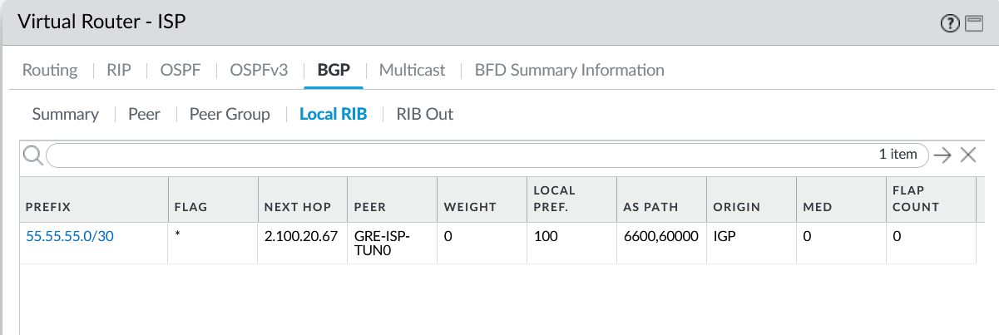 Virtual Router - ISP
Routing RIP OSPF OSPFv3 BGP Multicast BFD Summary Information
Summary Peer Peer Group Local RIB RIB Out
1 item
PREFIX FLAG NEXT HOP PEER WEIGHT LOCAL PREF. AS PATH ORIGIN MED FLAP COUNT
55.55.55.0/30 * 2.100.20.67 GRE-ISP-TUN0 0 100 6600,60000 IGP 0 0